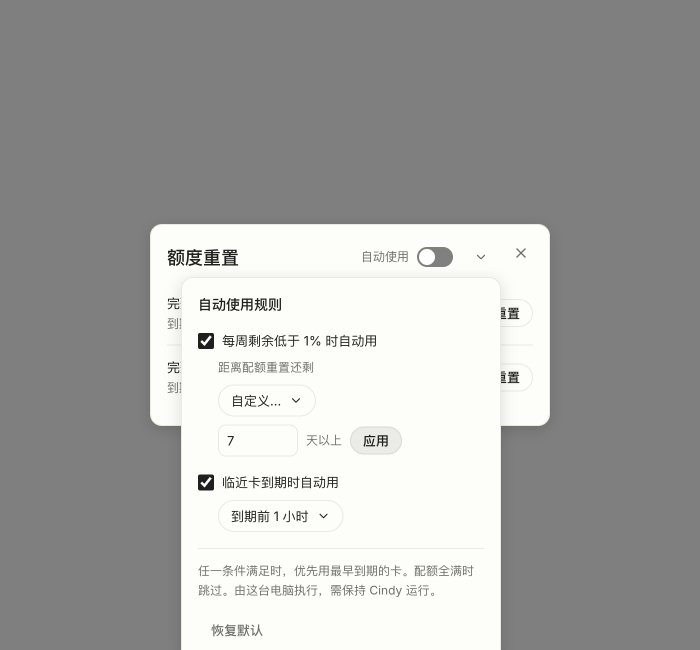 额度重置
自动使用
完
到
重置
完
到
重置
自动使用规则
每周剩余低于 1% 时自动用
距离配额重置还剩
自定义...
7
天以上
应用
临近卡到期时自动用
到期前 1 小时
任一条件满足时，优先用最早到期的卡。配额全满时
跳过。由这台电脑执行，需保持 Cindy 运行。
恢复默认